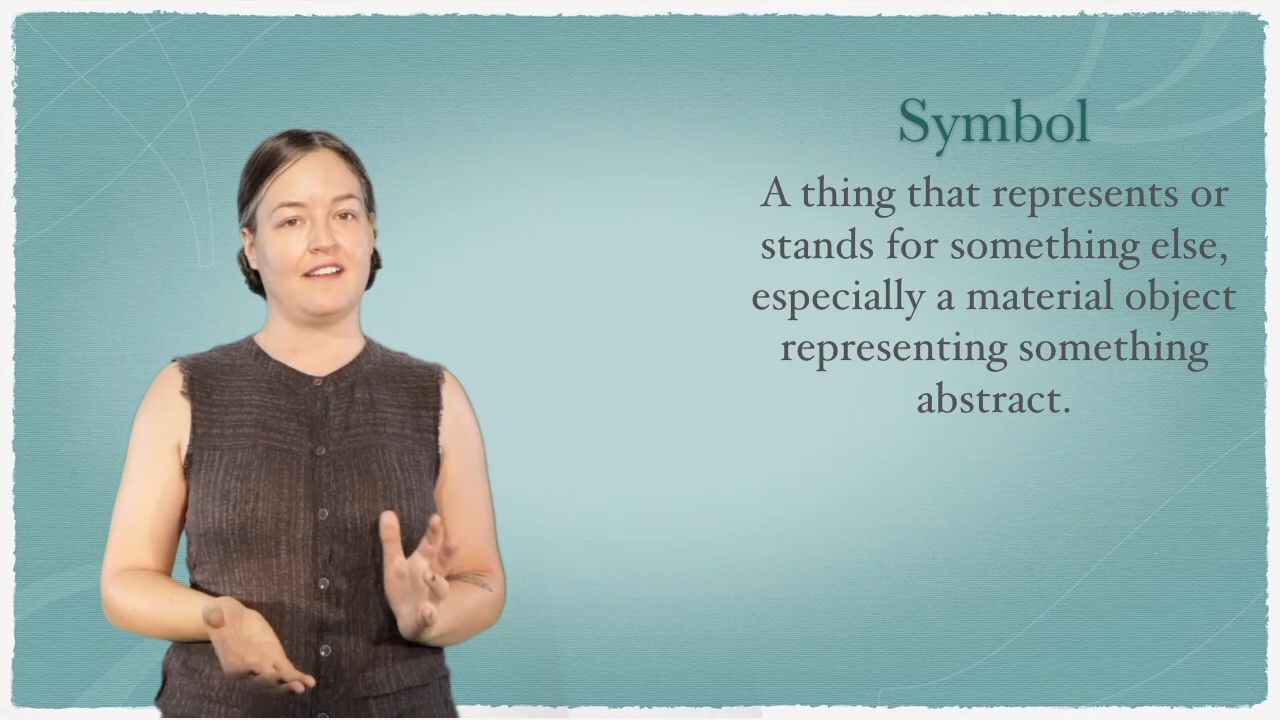 Symbol
A thing that represents or
stands for something else,
especially a material object
representing something
abstract.